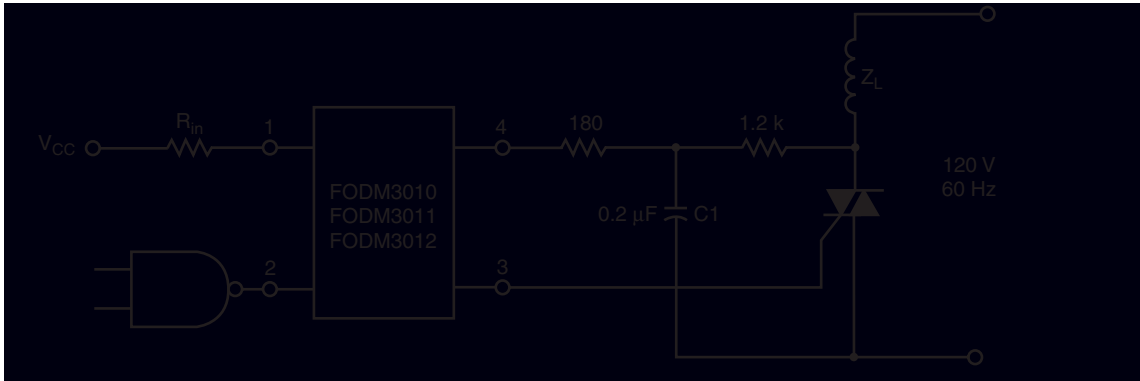 Z_L
R_in
1
4
180
1.2 k
V_CC
120 V
60 Hz
FODM3010
FODM3011
FODM3012
0.2 µF
C1
2
3